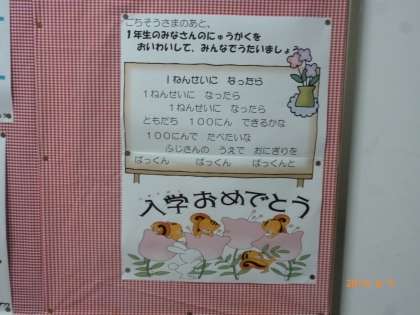 ごちそうさまのあと、
1年生のみなさんのにゅうがくを
おいわいして、みんなでうたいましょ
1ねんせいに なったら
1ねんせいに なったら
1ねんせいに なったら
ともだち 100にん できるかな
100にんで たべたいな
ふじさんの うえで おにぎりを
ぱっくん ぱっくん ぱっくんと
入学おめでとう